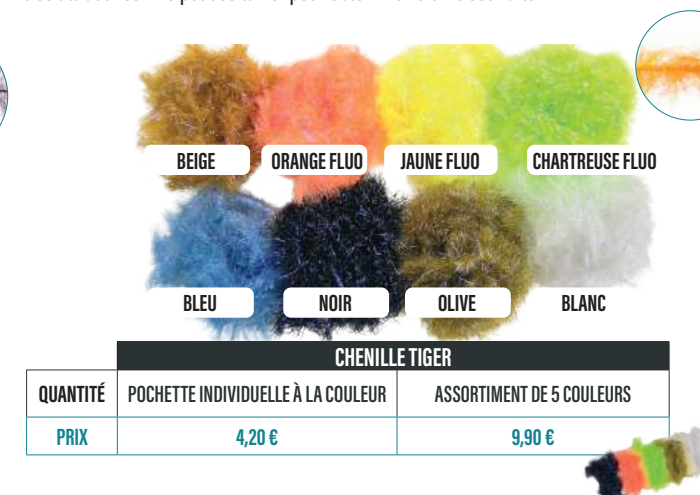 BEIGE ORANGE FLUO JAUNE FLUO CHARTREUSE FLUO
BLEU NOIR OLIVE BLANC
CHENILLE TIGER
QUANTITÉ POCHETTE INDIVIDUELLE À LA COULEUR ASSORTIMENT DE 5 COULEURS
PRIX 4,20 € 9,90 €